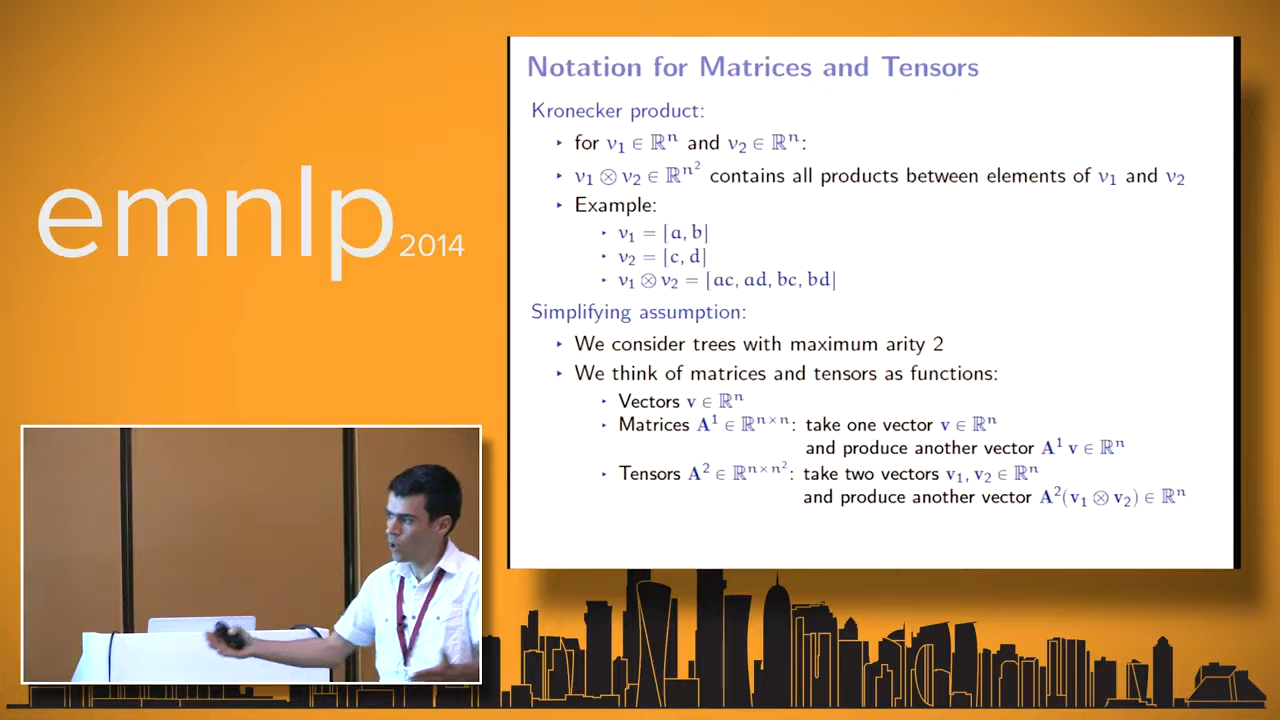 emnlp 2014
Notation for Matrices and Tensors
Kronecker product:
‣ for v₁ ∈ ℝⁿ and v₂ ∈ ℝⁿ:
‣ v₁ ⊗ v₂ ∈ ℝ^{n²} contains all products between elements of v₁ and v₂
‣ Example:
‣ v₁ = [a, b]
‣ v₂ = [c, d]
‣ v₁ ⊗ v₂ = [ac, ad, bc, bd]
Simplifying assumption:
‣ We consider trees with maximum arity 2
‣ We think of matrices and tensors as functions:
‣ Vectors v ∈ ℝⁿ
‣ Matrices A¹ ∈ ℝ^{n×n}: take one vector v ∈ ℝⁿ
and produce another vector A¹ v ∈ ℝⁿ
‣ Tensors A² ∈ ℝ^{n×n²}: take two vectors v₁, v₂ ∈ ℝⁿ
and produce another vector A²(v₁ ⊗ v₂) ∈ ℝⁿ